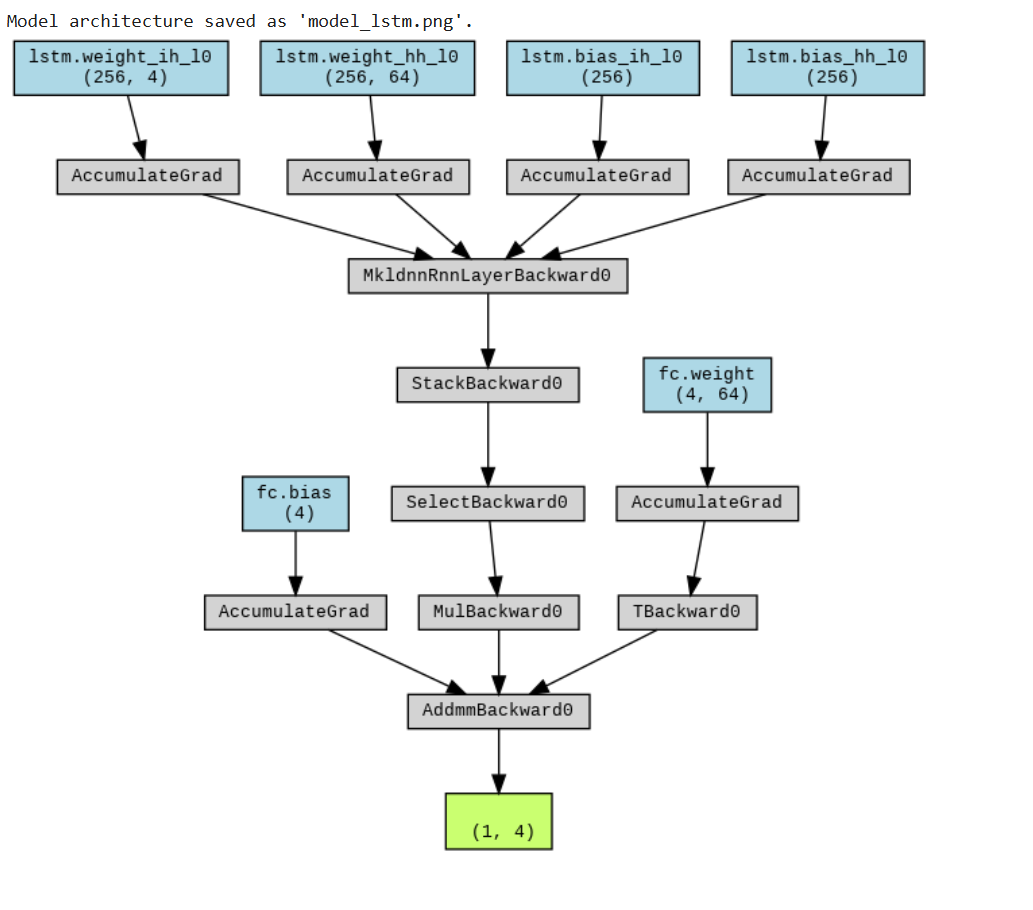 Model architecture saved as 'model_lstm.png'.
lstm.weight_ih_l0
(256, 4)
lstm.weight_hh_l0
(256, 64)
lstm.bias_ih_l0
(256)
lstm.bias_hh_l0
(256)
AccumulateGrad
AccumulateGrad
AccumulateGrad
AccumulateGrad
MkldnnRnnLayerBackward0
StackBackward0
fc.weight
(4, 64)
fc.bias
(4)
SelectBackward0
AccumulateGrad
AccumulateGrad
MulBackward0
TBackward0
AddmmBackward0
(1, 4)